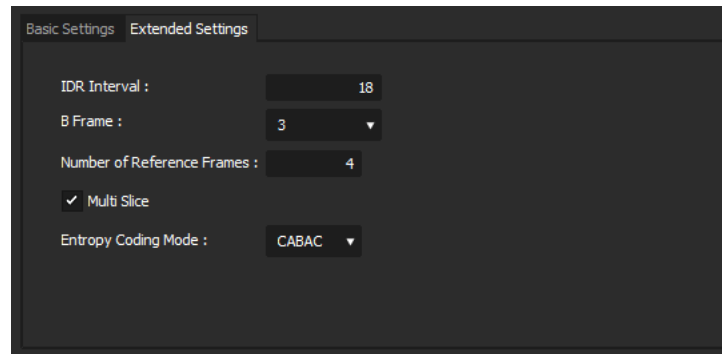 Basic Settings Extended Settings
IDR Interval : 18
B Frame : 3
Number of Reference Frames : 4
Multi Slice
Entropy Coding Mode : CABAC